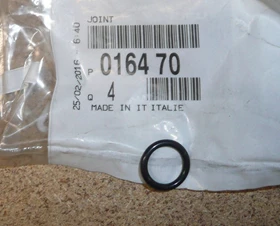 JOINT
P 0164 70
Q 4
MADE IN IT ITALIE
25/02/2016 6:40